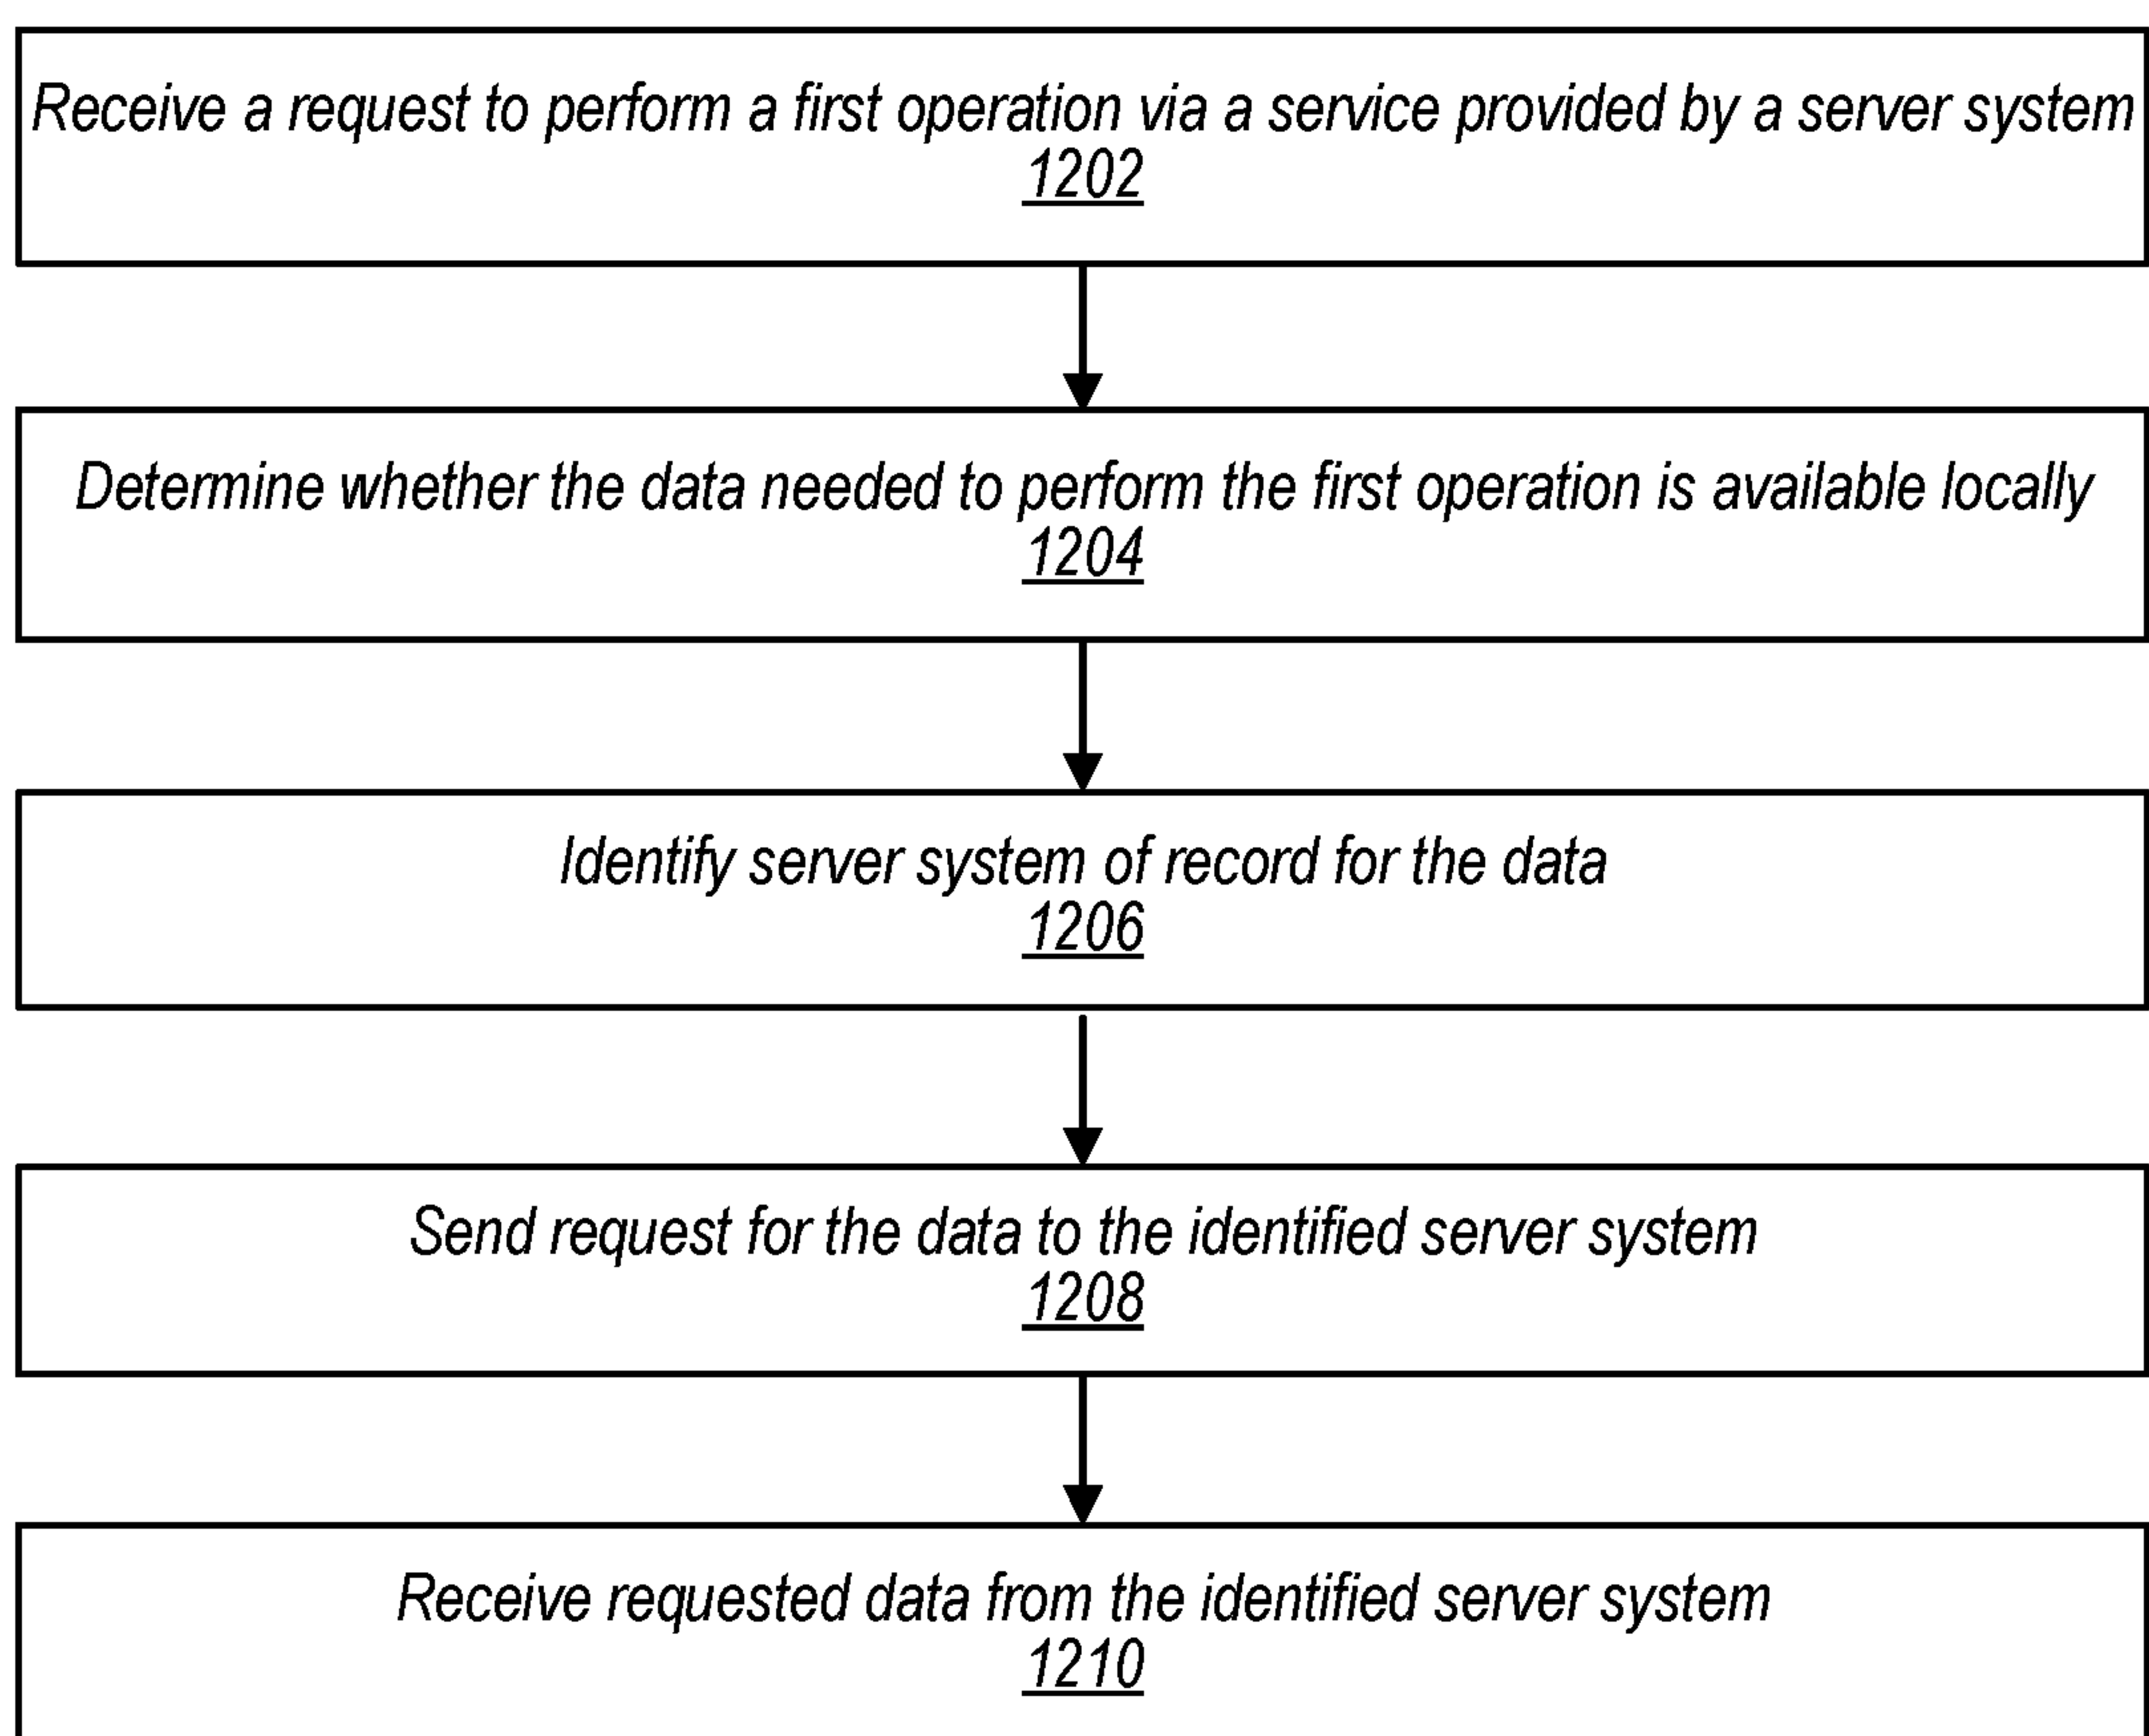 Receive a request to perform a first operation via a service provided by a server system
1202
Determine whether the data needed to perform the first operation is available locally
1204
Identify server system of record for the data
1206
Send request for the data to the identified server system
1208
Receive requested data from the identified server system
1210